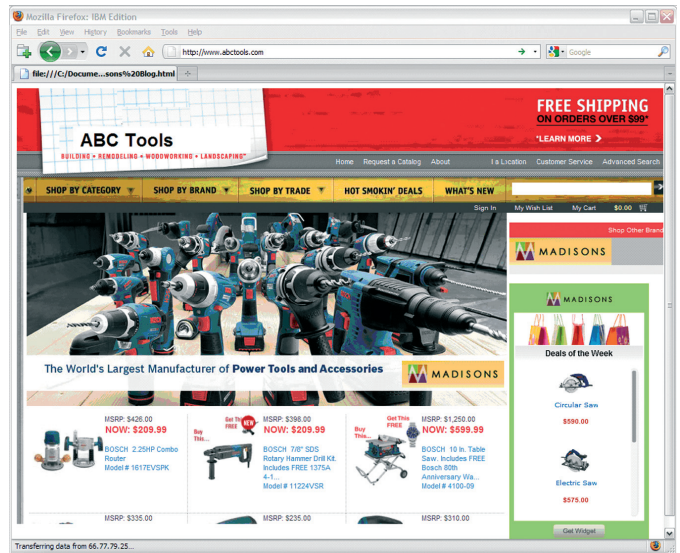 Mozilla Firefox: IBM Edition
File Edit View History Bookmarks Tools Help
http://www.abctools.com
Google
file:///C:/Docume...sons%20Blog.html
FREE SHIPPING
ON ORDERS OVER $99*
*LEARN MORE
ABC Tools
BUILDING • REMODELING • WOODWORKING • LANDSCAPING
Home Request a Catalog About I a Location Customer Service Advanced Search
SHOP BY CATEGORY SHOP BY BRAND SHOP BY TRADE HOT SMOKIN' DEALS WHAT'S NEW
Sign In My Wish List My Cart $0.00
Shop Other Brand
MADISONS
MADISONS
Deals of the Week
Circular Saw
$590.00
Electric Saw
$575.00
Get Widget
The World's Largest Manufacturer of Power Tools and Accessories
MADISONS
MSRP: $426.00
NOW: $209.99
BOSCH 2.25HP Combo
Router
Model # 1617EVSPK
Buy
This...
Get This
FREE
NEW
MSRP: $396.00
NOW: $209.99
BOSCH 7/8" SDS
Rotary Hammer Drill Kit.
Includes FREE 1375A
4-1...
Model # 11224VSR
Buy
This...
Get This
FREE
MSRP: $1,250.00
NOW: $599.99
BOSCH 10 In. Table
Saw. Includes FREE
Bosch 80th
Anniversary Wa...
Model # 4100-09
MSRP: $335.00
MSRP: $235.00
MSRP: $310.00
Transferring data from 66.77.79.25...